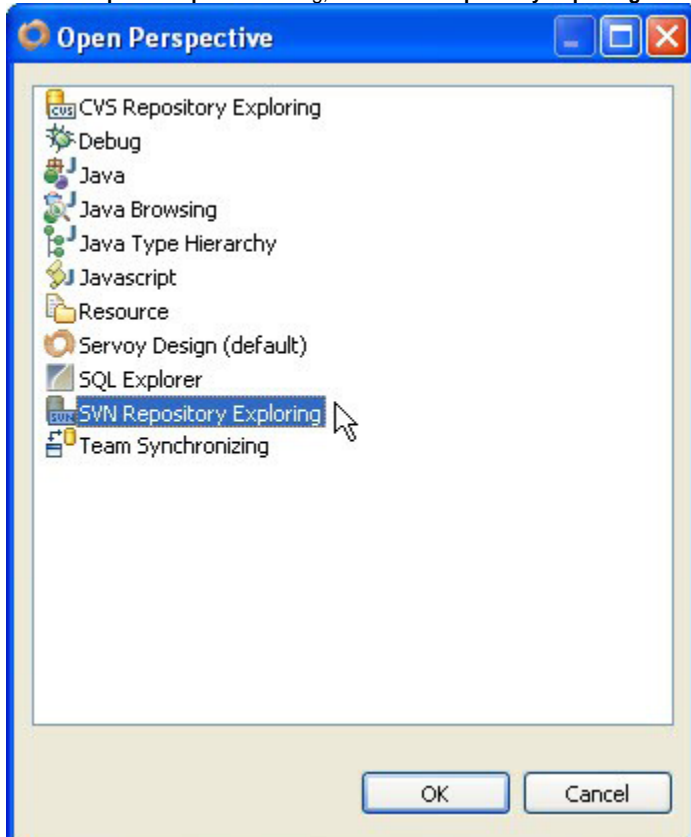 Open Perspective
CVS Repository Exploring
Debug
Java
Java Browsing
Java Type Hierarchy
Javascript
Resource
Servoy Design (default)
SQL Explorer
SVN Repository Exploring
Team Synchronizing
OK
Cancel